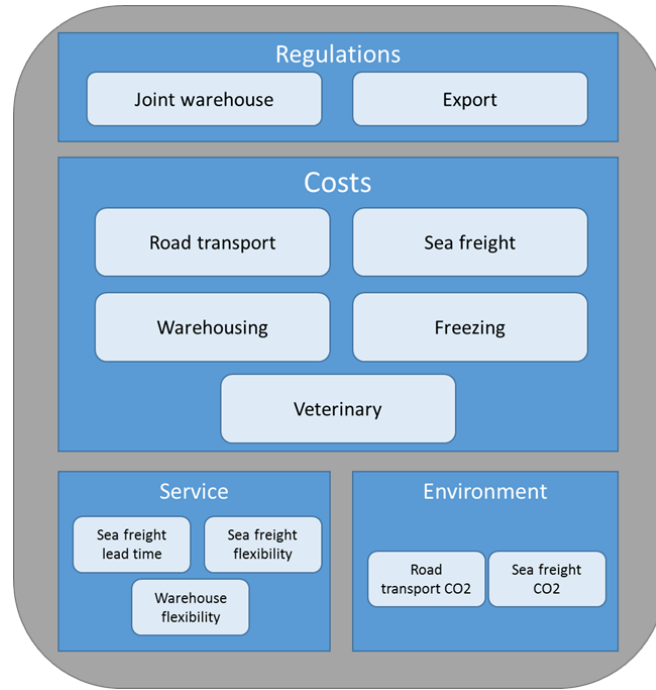 Regulations
Joint warehouse
Export
Costs
Road transport
Sea freight
Warehousing
Freezing
Veterinary
Service
Sea freight
lead time
Sea freight
flexibility
Warehouse
flexibility
Environment
Road
transport CO2
Sea freight
CO2